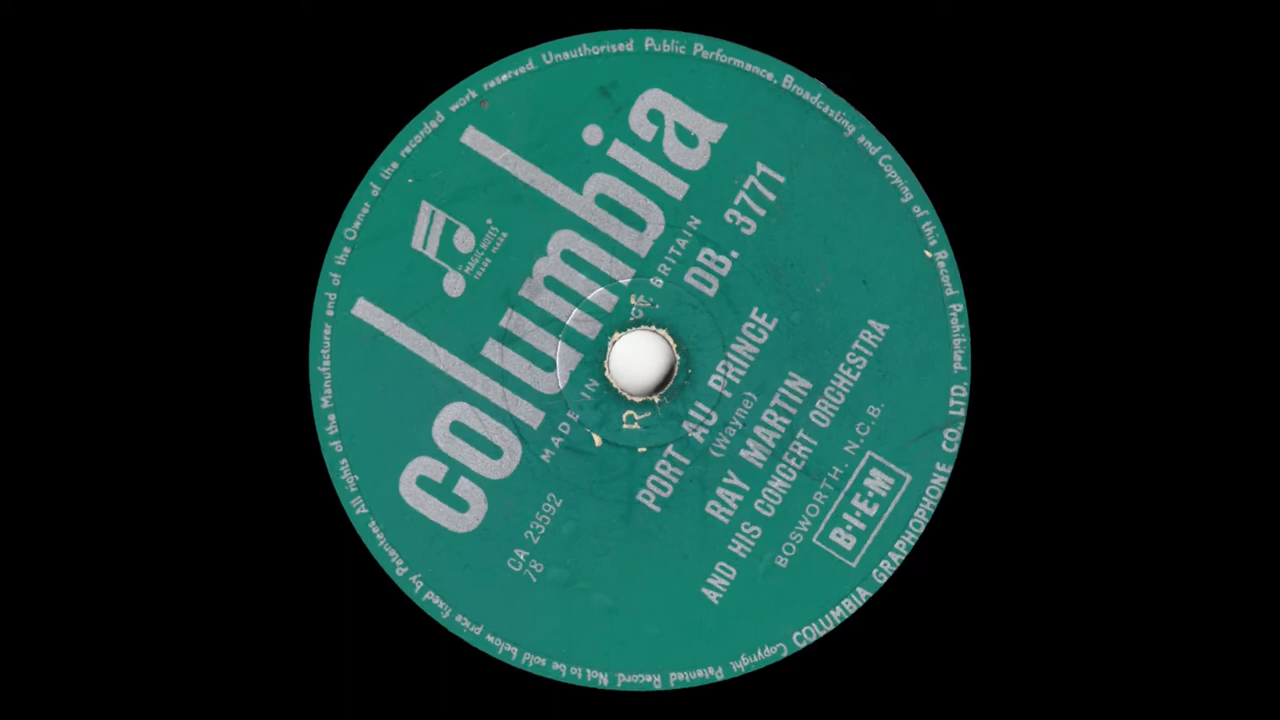 All rights of the Manufacturer and of the Owner of the recorded work reserved. Unauthorised Public Performance, Broadcasting and Copying of this Record Prohibited.
Columbia
MAGIC NOTES
TRADE MARK
MADE IN GT. BRITAIN
DB. 3771
CA 23592
78
PORT AU PRINCE
(Wayne)
RAY MARTIN
AND HIS CONCERT ORCHESTRA
BOSWORTH. N.C.B.
B·I·E·M
COLUMBIA GRAPHOPHONE CO. LTD.
Copyright Patented Record. Not to be sold below price fixed by Patentees.